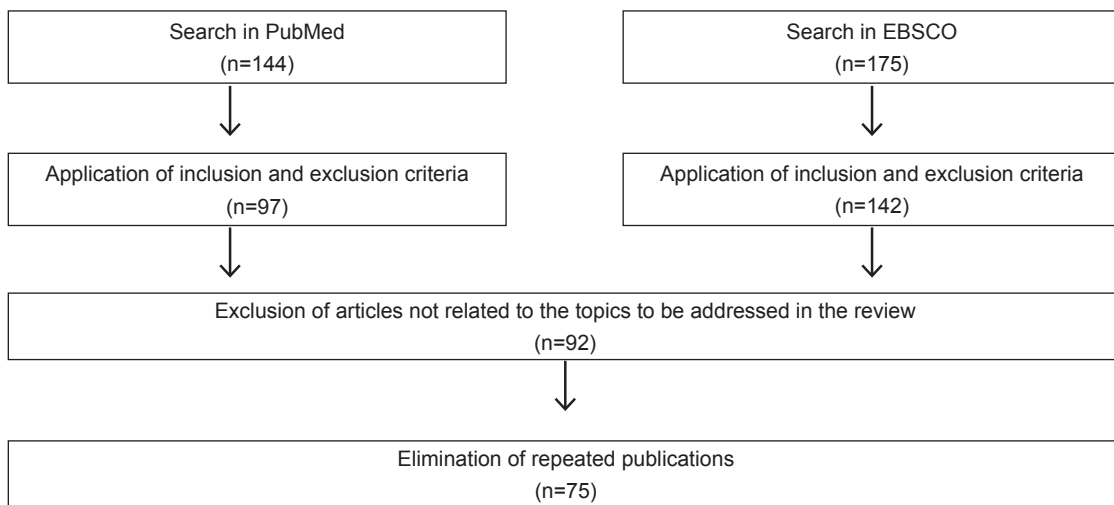 Search in PubMed
(n=144)
Search in EBSCO
(n=175)
Application of inclusion and exclusion criteria
(n=97)
Application of inclusion and exclusion criteria
(n=142)
Exclusion of articles not related to the topics to be addressed in the review
(n=92)
Elimination of repeated publications
(n=75)